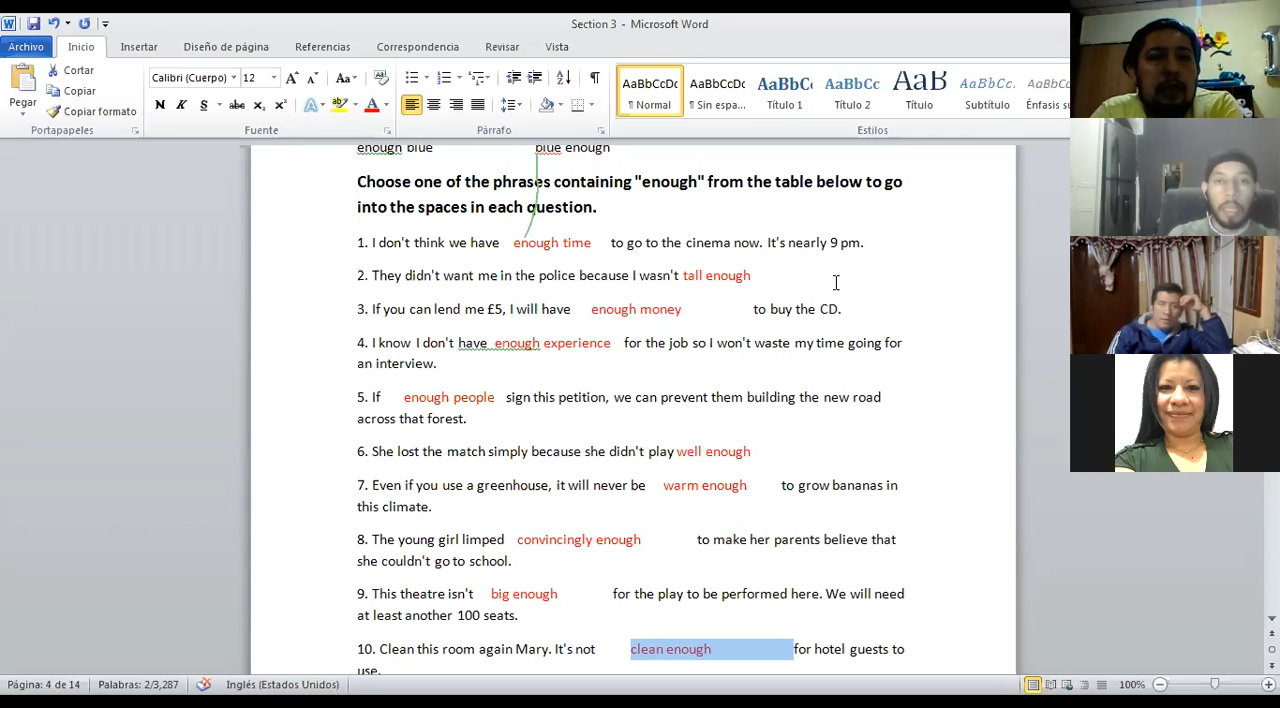 Section 3 - Microsoft Word
Archivo Inicio Insertar Diseño de página Referencias Correspondencia Revisar Vista
Pegar
Cortar
Copiar
Copiar formato
Portapapeles
Calibri (Cuerpo) 12
Fuente
Párrafo
AaBbCcDc AaBbCcDc AaBbC AaBbCc AaB AaBbCc AaBbCc
¶ Normal ¶ Sin espa... Título 1 Título 2 Título Subtítulo Énfasis su
Estilos
enough blue blue enough
Choose one of the phrases containing "enough" from the table below to go
into the spaces in each question.
1. I don't think we have enough time to go to the cinema now. It's nearly 9 pm.
2. They didn't want me in the police because I wasn't tall enough
3. If you can lend me £5, I will have enough money to buy the CD.
4. I know I don't have enough experience for the job so I won't waste my time going for
an interview.
5. If enough people sign this petition, we can prevent them building the new road
across that forest.
6. She lost the match simply because she didn't play well enough
7. Even if you use a greenhouse, it will never be warm enough to grow bananas in
this climate.
8. The young girl limped convincingly enough to make her parents believe that
she couldn't go to school.
9. This theatre isn't big enough for the play to be performed here. We will need
at least another 100 seats.
10. Clean this room again Mary. It's not clean enough for hotel guests to
use.
Página: 4 de 14 Palabras: 2/3,287 Inglés (Estados Unidos) 100%